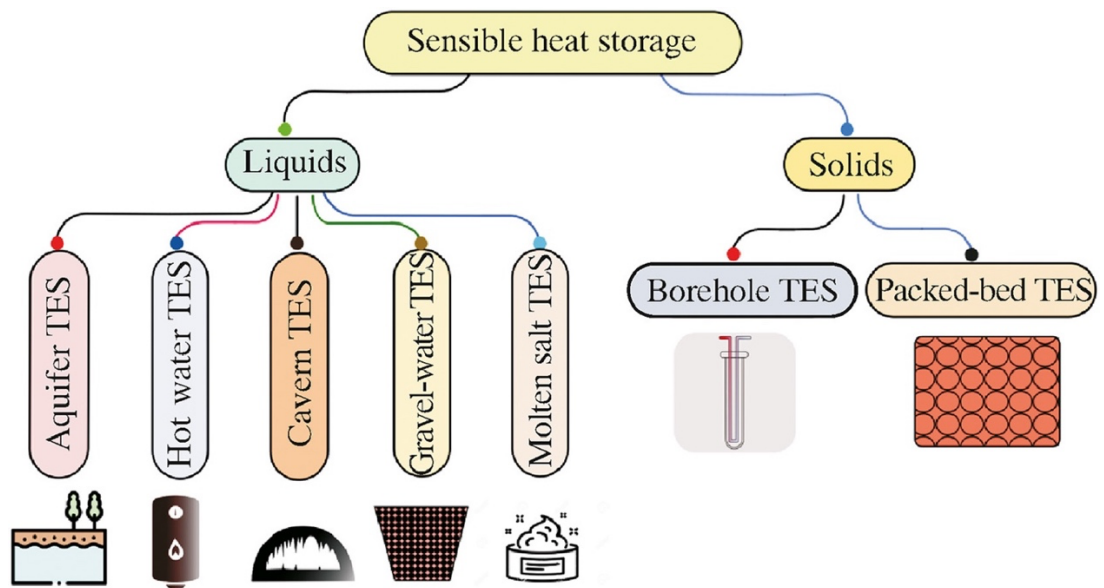 Sensible heat storage
Liquids
Solids
Aquifer TES
Hot water TES
Cavern TES
Gravel-water TES
Molten salt TES
Borehole TES
Packed-bed TES